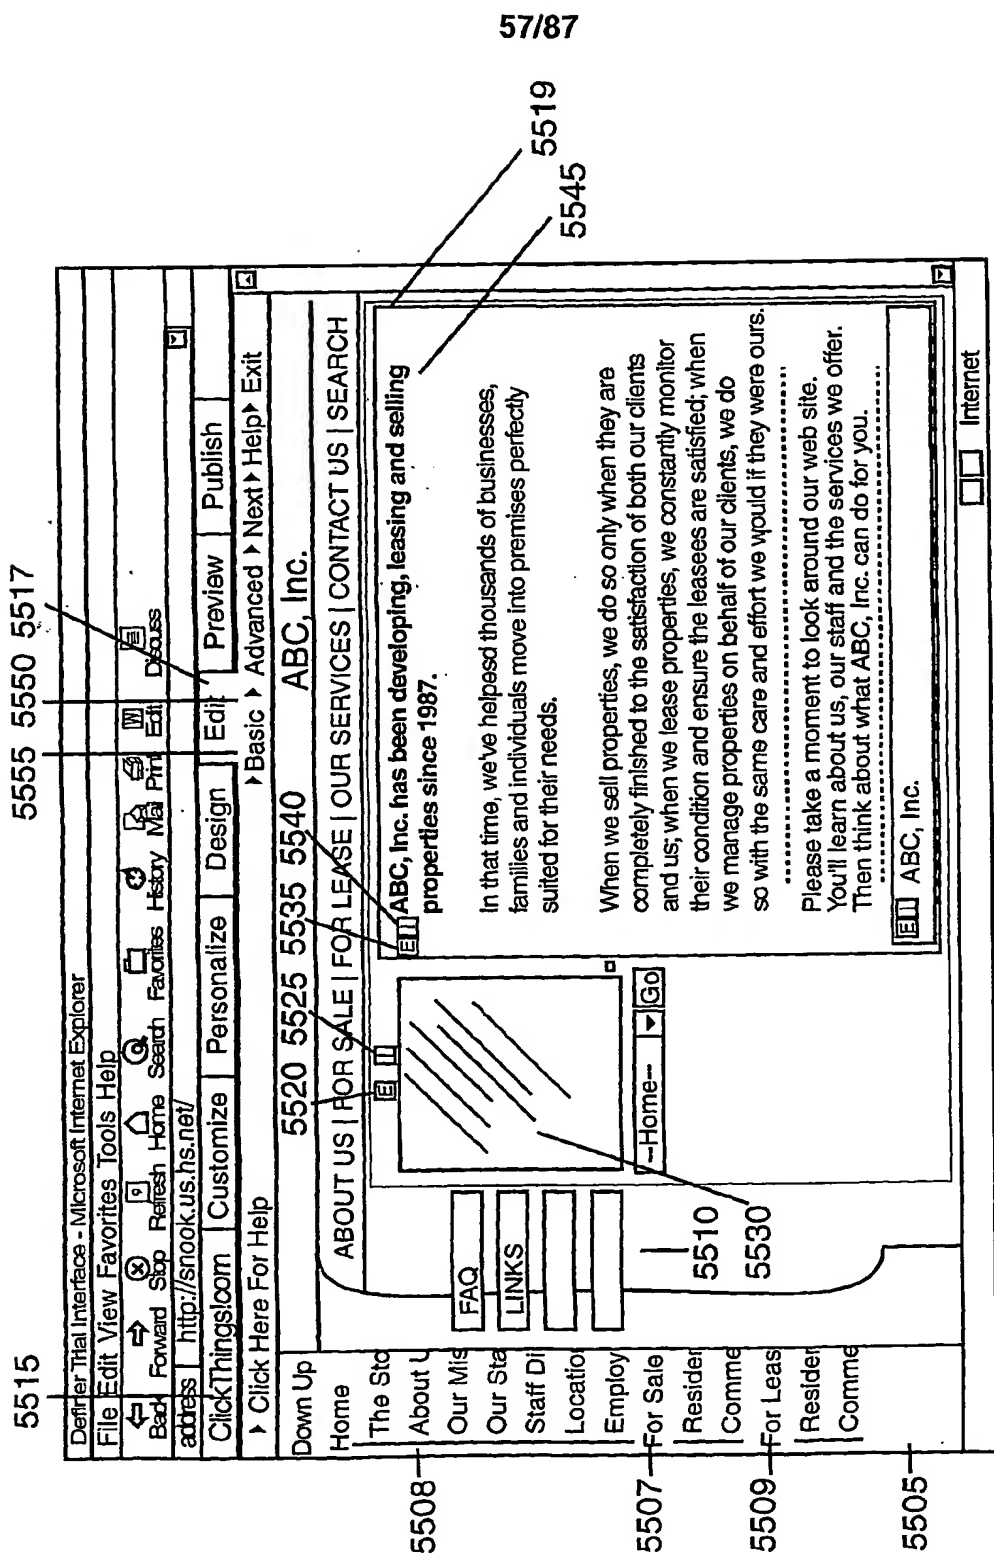 57/87
5515
5555 5550 5517
Definer Trial Interface - Microsoft Internet Explorer
File Edit View Favorites Tools Help
Back Forward Stop Refresh Home Search Favorites History Mail Print Edit Discuss
address http://snook.us.hs.net/
ClickThings!com Customize Personalize Design Edit Preview Publish
Click Here For Help Basic Advanced Next Help Exit
5520 5525 5535 5540
ABC, Inc.
ABOUT US | FOR SALE | FOR LEASE | OUR SERVICES | CONTACT US | SEARCH
Down Up
Home
The Sto
About U
Our Mis
Our Sta
Staff Di
Locatio
Employ
For Sale
Resider
Comme
For Leas
Resider
Comme
FAQ
LINKS
E I
--Home-- Go
E I ABC, Inc. has been developing, leasing and selling
properties since 1987.
In that time, we've helpesd thousands of businesses,
families and individuals move into premises perfectly
suited for their needs.
When we sell properties, we do so only when they are
completely finished to the satisfaction of both our clients
and us; when we lease properties, we constantly monitor
their condition and ensure the leasees are satisfied; when
we manage properties on behalf of our clients, we do
so with the same care and effort we would if they were ours.
Please take a moment to look around our web site.
You'll learn about us, our staff and the services we offer.
Then think about what ABC, Inc. can do for you.
E I ABC, Inc.
Internet
5519
5545
5510
5530
5508
5507
5509
5505